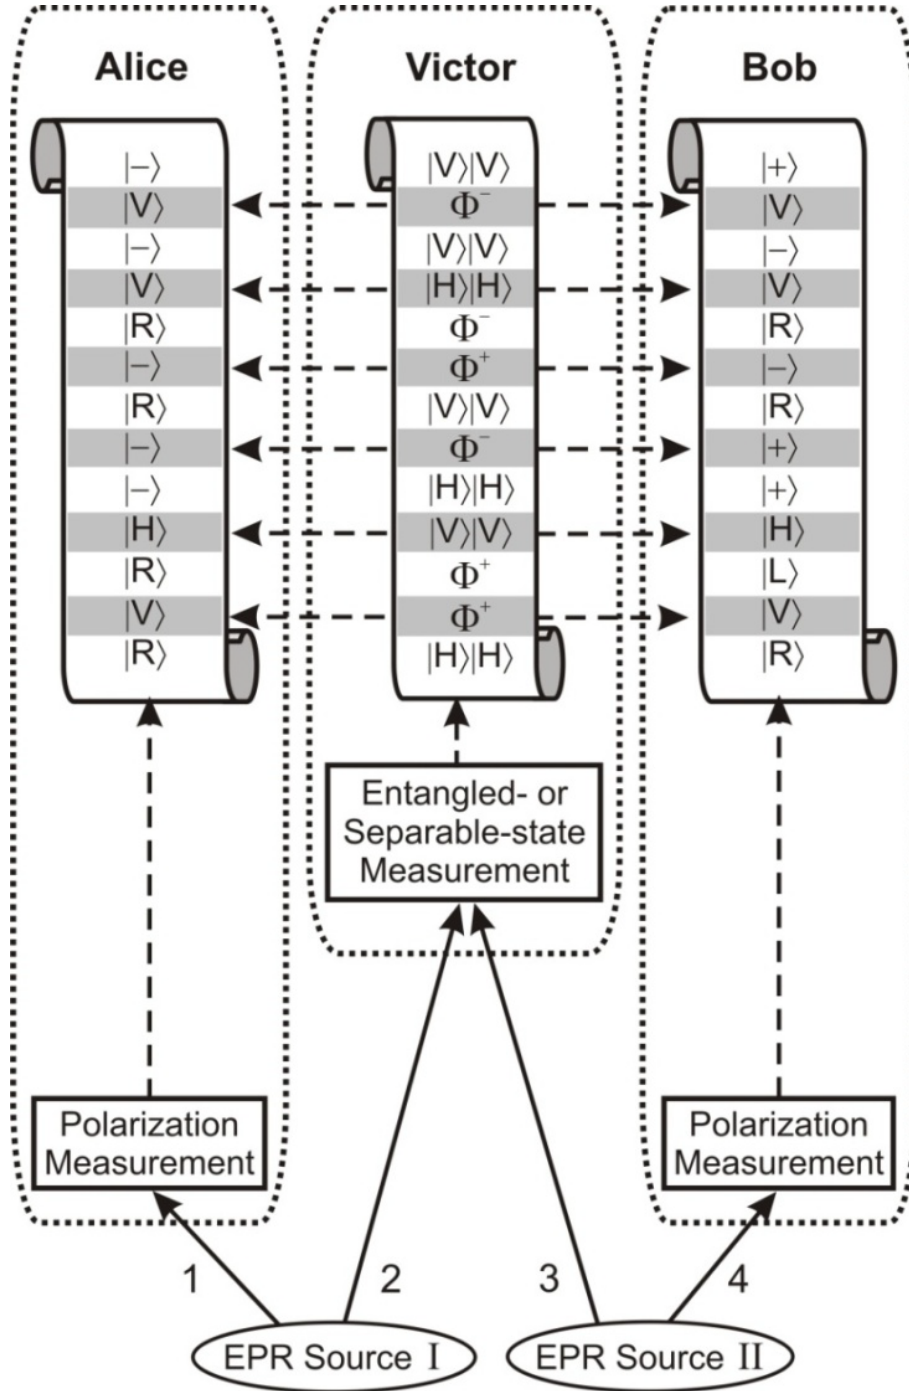 Alice
|−⟩
|V⟩
|−⟩
|V⟩
|R⟩
|−⟩
|R⟩
|−⟩
|−⟩
|H⟩
|R⟩
|V⟩
|R⟩
Polarization
Measurement
Victor
|V⟩|V⟩
Φ⁻
|V⟩|V⟩
|H⟩|H⟩
Φ⁻
Φ⁺
|V⟩|V⟩
Φ⁻
|H⟩|H⟩
|V⟩|V⟩
Φ⁺
Φ⁺
|H⟩|H⟩
Entangled- or
Separable-state
Measurement
Bob
|+⟩
|V⟩
|−⟩
|V⟩
|R⟩
|−⟩
|R⟩
|+⟩
|+⟩
|H⟩
|L⟩
|V⟩
|R⟩
Polarization
Measurement
1
2
3
4
EPR Source I
EPR Source II